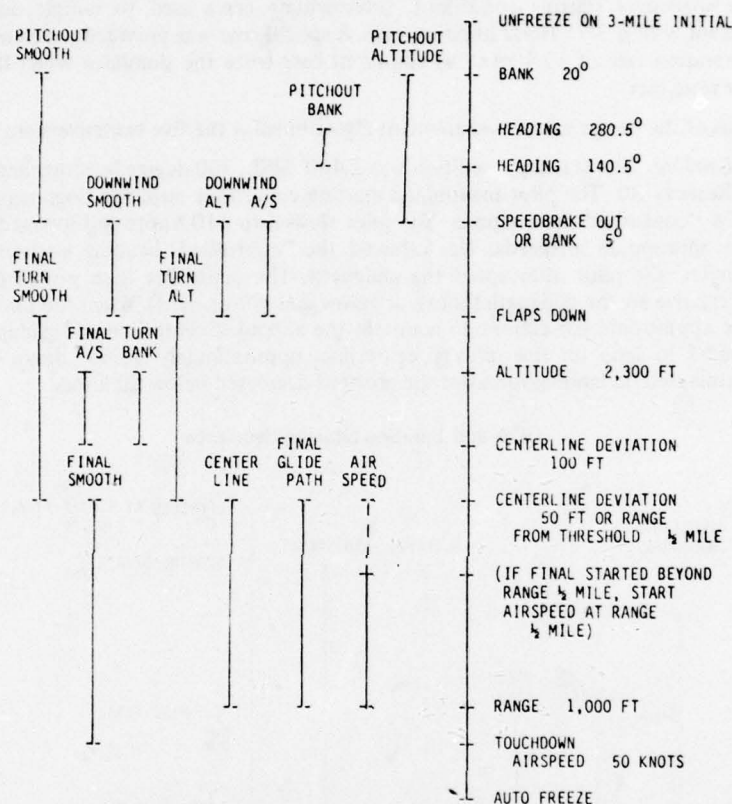 UNFREEZE ON 3-MILE INITIAL
PITCHOUT
SMOOTH
PITCHOUT
ALTITUDE
PITCHOUT
BANK
BANK 20°
HEADING 280.5°
HEADING 140.5°
DOWNWIND
SMOOTH
DOWNWIND
ALT A/S
SPEEDBRAKE OUT
OR BANK 5°
FINAL
TURN
SMOOTH
FINAL
TURN
ALT
FLAPS DOWN
FINAL TURN
A/S BANK
ALTITUDE 2,300 FT
CENTERLINE DEVIATION
100 FT
FINAL
SMOOTH
CENTER
LINE
FINAL
GLIDE
PATH
AIR
SPEED
CENTERLINE DEVIATION
50 FT OR RANGE
FROM THRESHOLD ½ MILE
(IF FINAL STARTED BEYOND
RANGE ½ MILE, START
AIRSPEED AT RANGE
½ MILE)
RANGE 1,000 FT
TOUCHDOWN
AIRSPEED 50 KNOTS
AUTO FREEZE